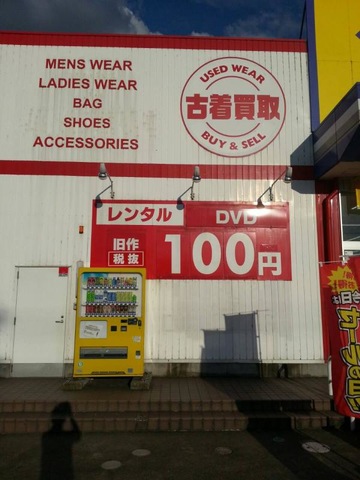 MENS WEAR
LADIES WEAR
BAG
SHOES
ACCESSORIES
USED WEAR
古着買取
BUY & SELL
レンタル DVD
旧作
税抜
100円